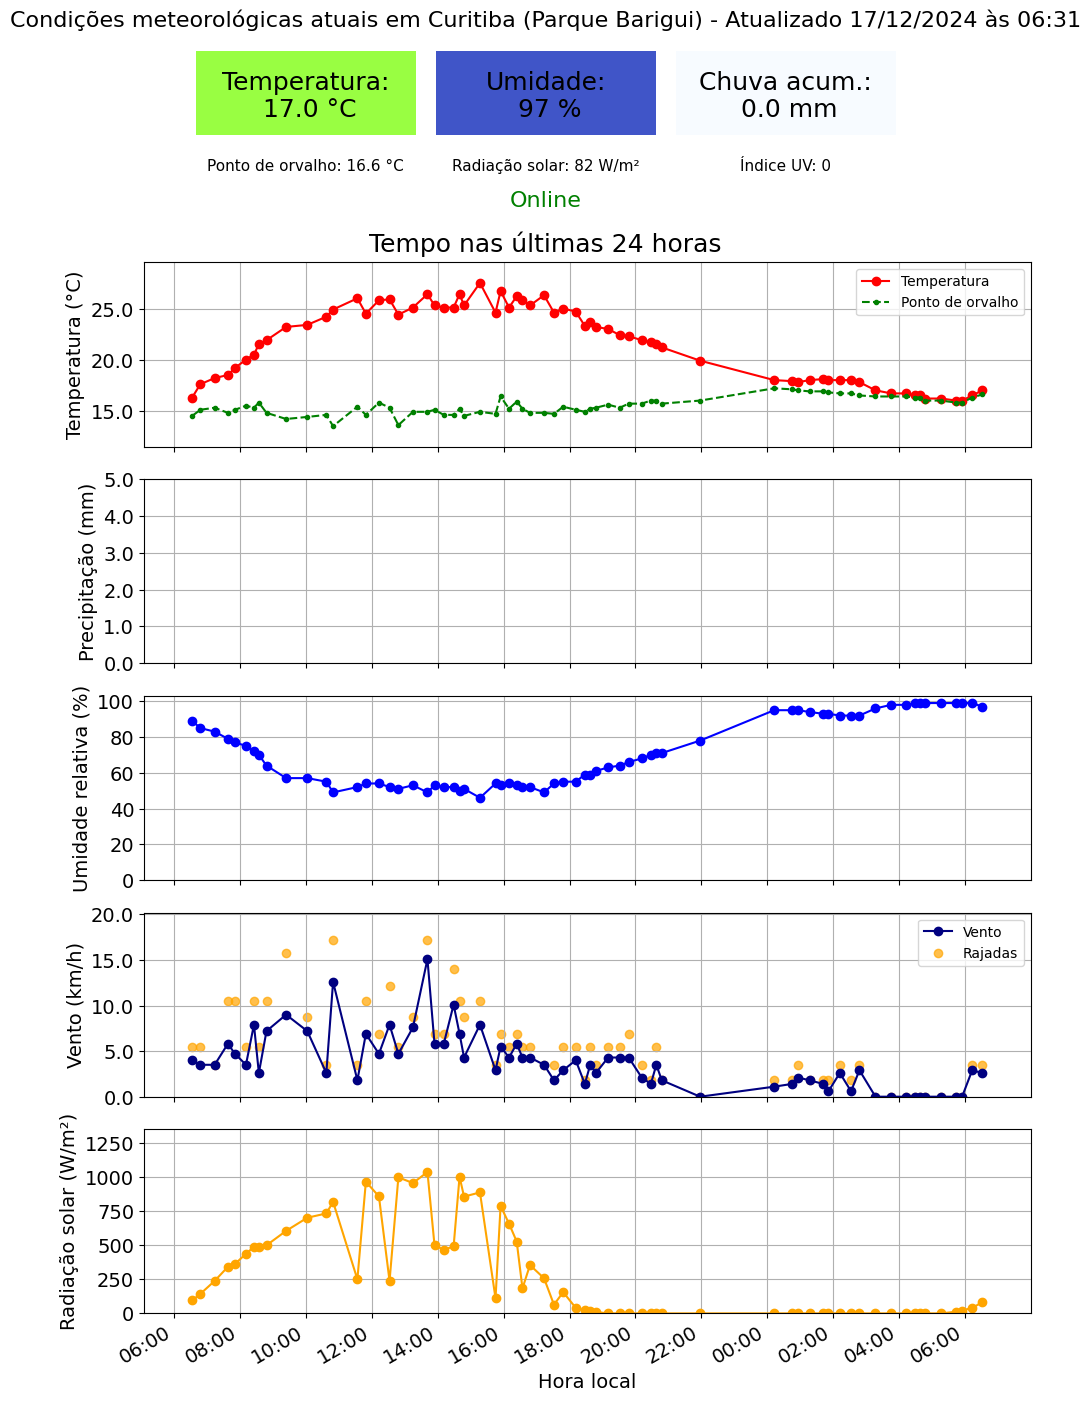 Condições meteorológicas atuais em Curitiba (Parque Barigui) - Atualizado 17/12/2024 às 06:31
Temperatura:
17.0 °C
Umidade:
97 %
Chuva acum.:
0.0 mm
Ponto de orvalho: 16.6 °C
Radiação solar: 82 W/m²
Índice UV: 0
Online
Tempo nas últimas 24 horas
Temperatura (°C)
25.0
20.0
15.0
Temperatura
Ponto de orvalho
Precipitação (mm)
5.0
4.0
3.0
2.0
1.0
0.0
Umidade relativa (%)
100
80
60
40
20
0
Vento (km/h)
20.0
15.0
10.0
5.0
0.0
Vento
Rajadas
Radiação solar (W/m²)
1250
1000
750
500
250
0
06:00
08:00
10:00
12:00
14:00
16:00
18:00
20:00
22:00
00:00
02:00
04:00
06:00
Hora local